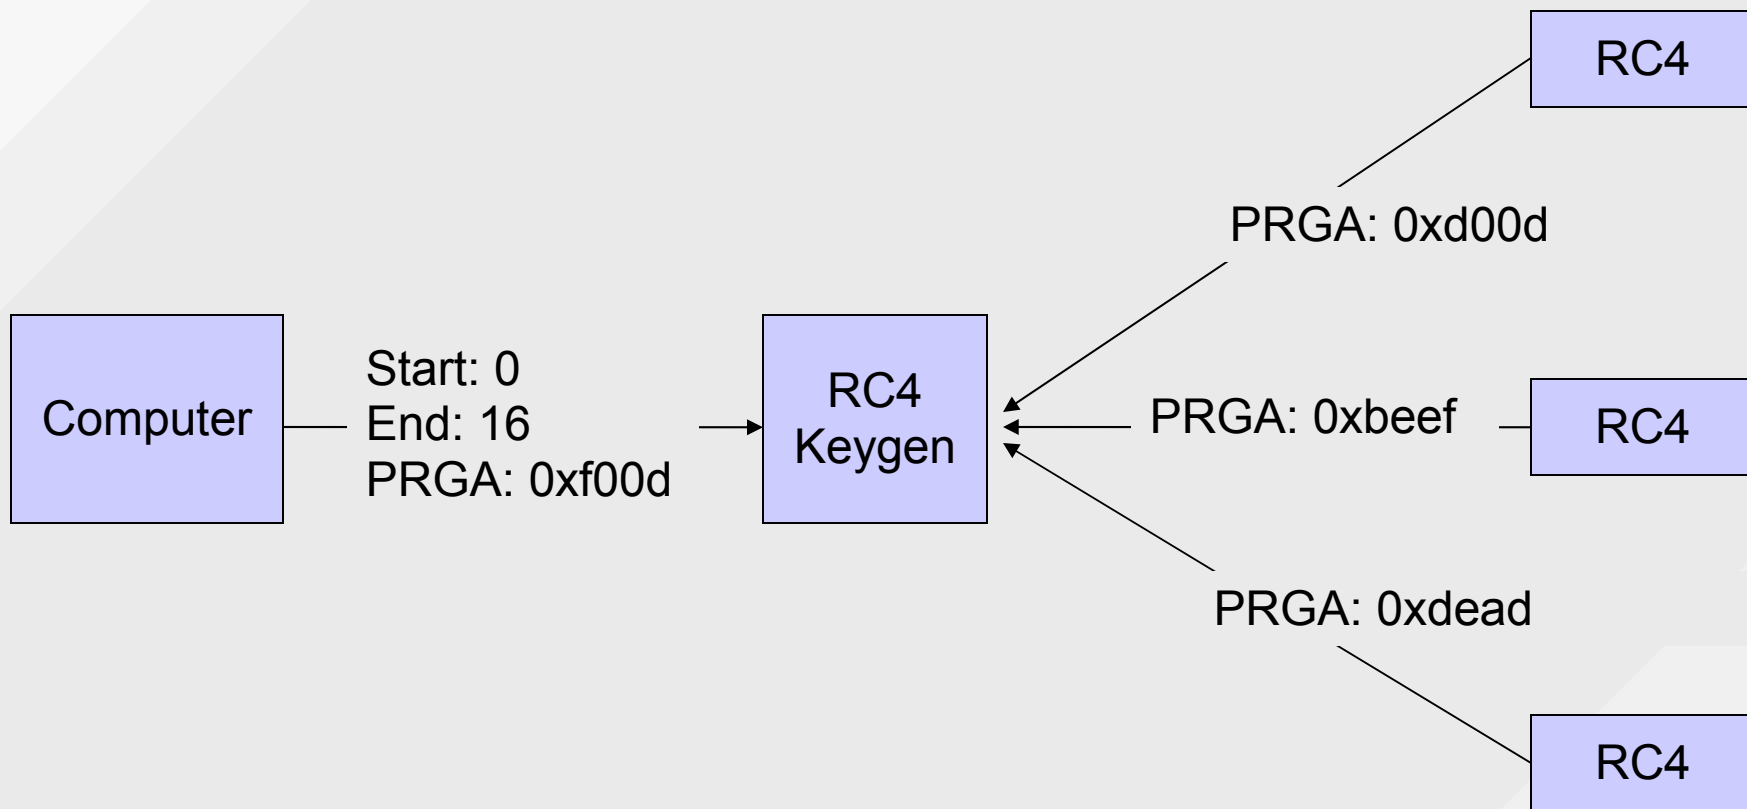 RC4
PRGA: 0xd00d
Computer
Start: 0
End: 16
PRGA: 0xf00d
RC4
Keygen
PRGA: 0xbeef
RC4
PRGA: 0xdead
RC4